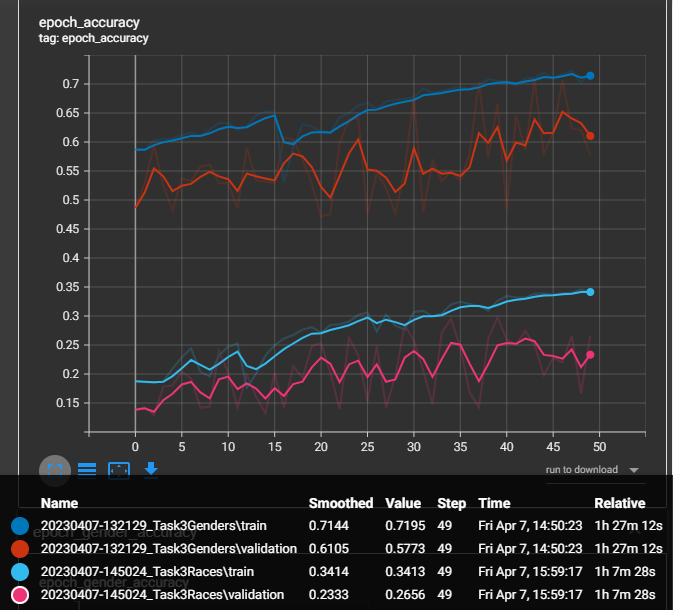 epoch_accuracy
tag: epoch_accuracy
0.7
0.65
0.6
0.55
0.5
0.45
0.4
0.35
0.3
0.25
0.2
0.15
0 5 10 15 20 25 30 35 40 45 50
run to download
Name Smoothed Value Step Time Relative
20230407-132129_Task3Genders\train 0.7144 0.7195 49 Fri Apr 7, 14:50:23 1h 27m 12s
epoch_gender_accuracy
20230407-132129_Task3Genders\validation 0.6105 0.5773 49 Fri Apr 7, 14:50:23 1h 27m 12s
20230407-145024_Task3Races\train 0.3414 0.3413 49 Fri Apr 7, 15:59:17 1h 7m 28s
epoch_gender_accuracy
20230407-145024_Task3Races\validation 0.2333 0.2656 49 Fri Apr 7, 15:59:17 1h 7m 28s